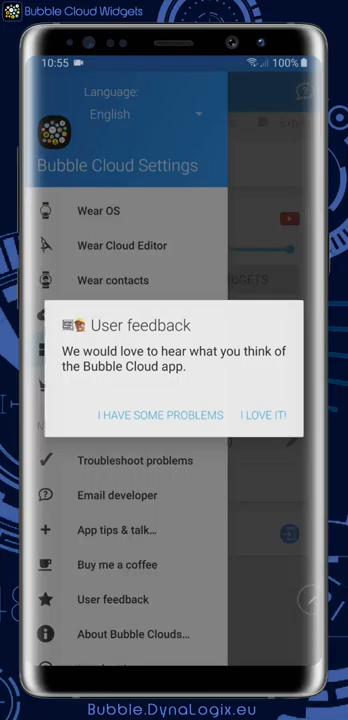 Bubble Cloud Widgets
10:55
100%
Language:
English
Bubble Cloud Settings
Wear OS
Wear Cloud Editor
Wear contacts
User feedback
We would love to hear what you think of
the Bubble Cloud app.
I HAVE SOME PROBLEMS
I LOVE IT!
Troubleshoot problems
Email developer
App tips & talk...
Buy me a coffee
User feedback
About Bubble Clouds...
Bubble.DynaLogix.eu